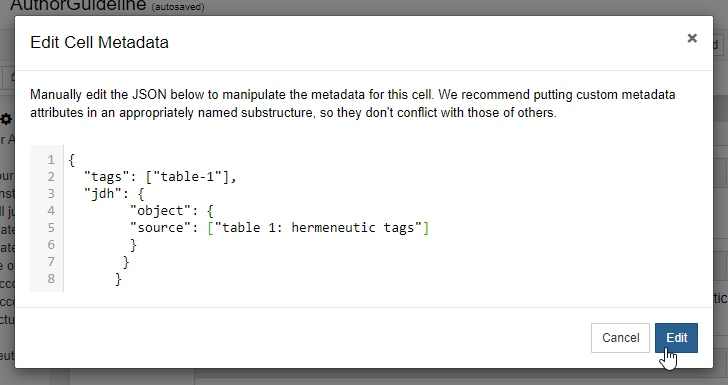 AuthorGuideline (autosaved)
Edit Cell Metadata
×
Manually edit the JSON below to manipulate the metadata for this cell. We recommend putting custom metadata
attributes in an appropriately named substructure, so they don't conflict with those of others.
1 {
2 "tags": ["table-1"],
3 "jdh": {
4 "object": {
5 "source": ["table 1: hermeneutic tags"]
6 }
7 }
8 }
Cancel Edit